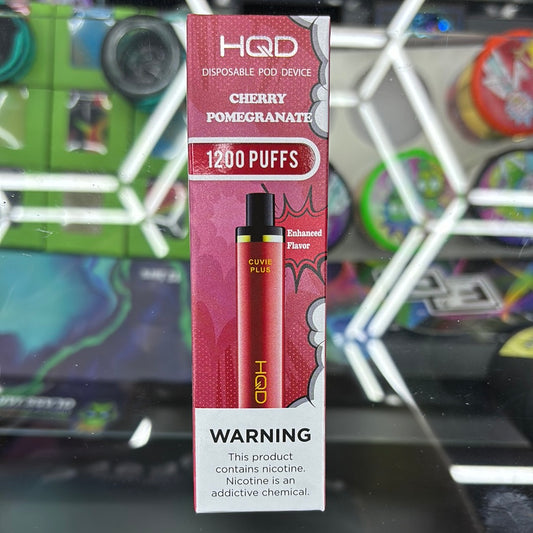 HQD
DISPOSABLE POD DEVICE
CHERRY
POMEGRANATE
1200 PUFFS
Enhanced
Flavor
CUVIE
PLUS
HQD
WARNING
This product
contains nicotine.
Nicotine is an
addictive chemical.